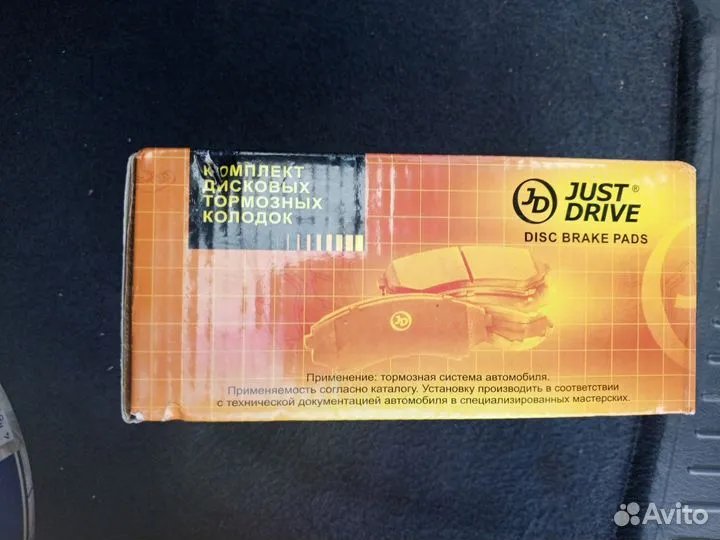 КОМПЛЕКТ
ДИСКОВЫХ
ТОРМОЗНЫХ
КОЛОДОК
JD JUST®
DRIVE
DISC BRAKE PADS
JD
Применение: тормозная система автомобиля.
Применяемость согласно каталогу. Установку производить в соответствии
с технической документацией автомобиля в специализированных мастерских.
Avito